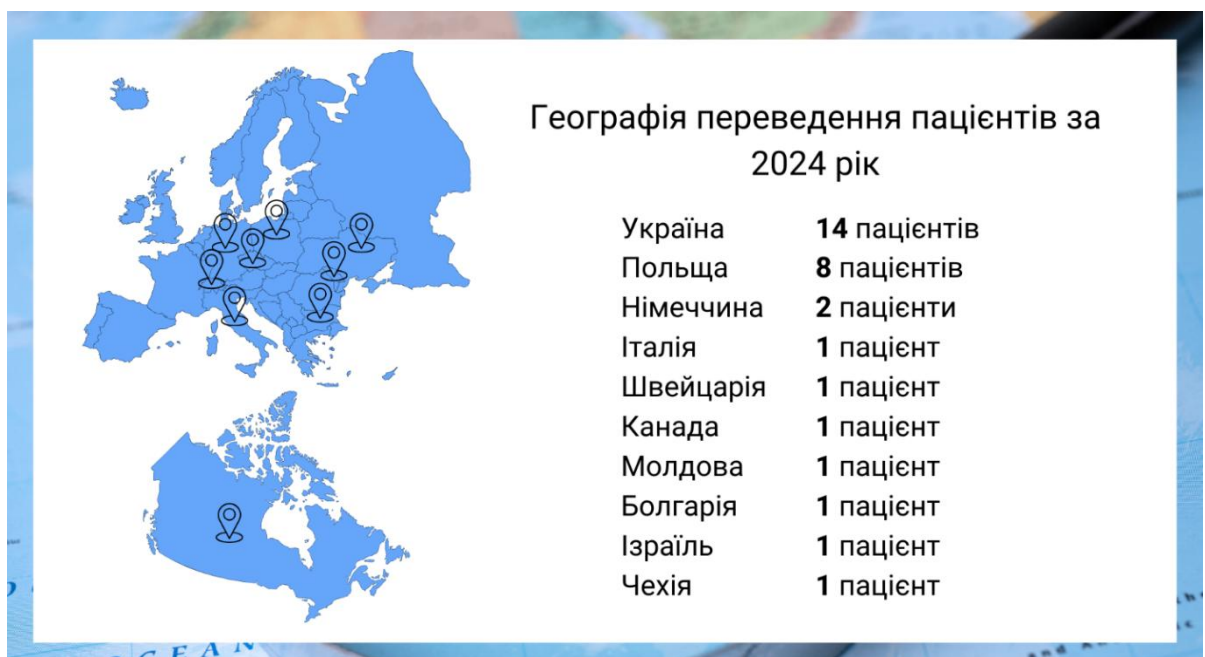 Географія переведення пацієнтів за
2024 рік
Україна 14 пацієнтів
Польща 8 пацієнтів
Німеччина 2 пацієнти
Італія 1 пацієнт
Швейцарія 1 пацієнт
Канада 1 пацієнт
Молдова 1 пацієнт
Болгарія 1 пацієнт
Ізраїль 1 пацієнт
Чехія 1 пацієнт